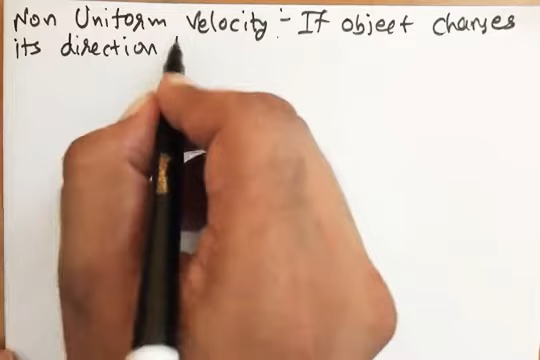 Non Uniform Velocity :- If object changes
its direction